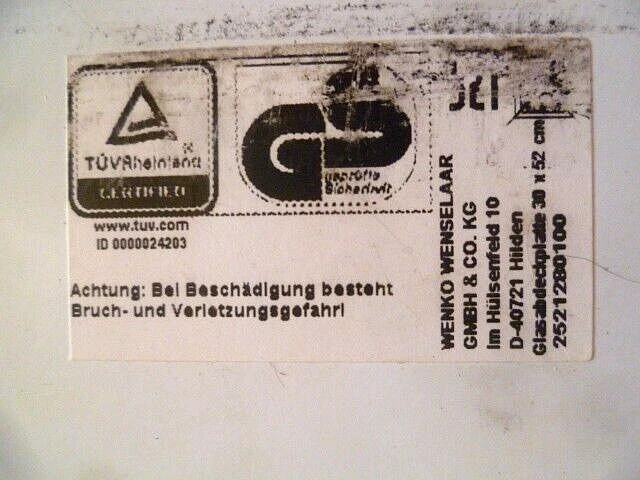 TÜVRheinland
CERTIFIED
www.tuv.com
ID 0000024203
geprüfte
Sicherheit
Achtung: Bei Beschädigung besteht
Bruch- und Verletzungsgefahr!
WENKO WENSELAAR
GMBH & CO. KG
Im Hülsenfeld 10
D-40721 Hilden
Glasabdeckplatte 30 x 52 cm
2521280100